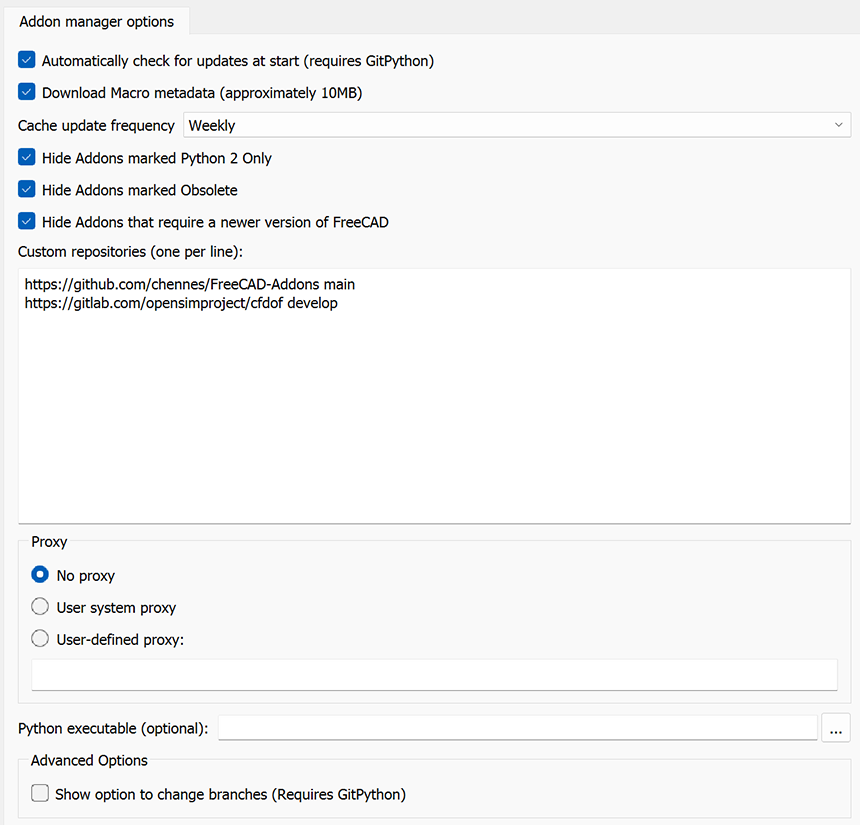 Addon manager options
Automatically check for updates at start (requires GitPython)
Download Macro metadata (approximately 10MB)
Cache update frequency Weekly
Hide Addons marked Python 2 Only
Hide Addons marked Obsolete
Hide Addons that require a newer version of FreeCAD
Custom repositories (one per line):
https://github.com/chennes/FreeCAD-Addons main
https://gitlab.com/opensimproject/cfdof develop
Proxy
No proxy
User system proxy
User-defined proxy:
Python executable (optional): ...
Advanced Options
Show option to change branches (Requires GitPython)